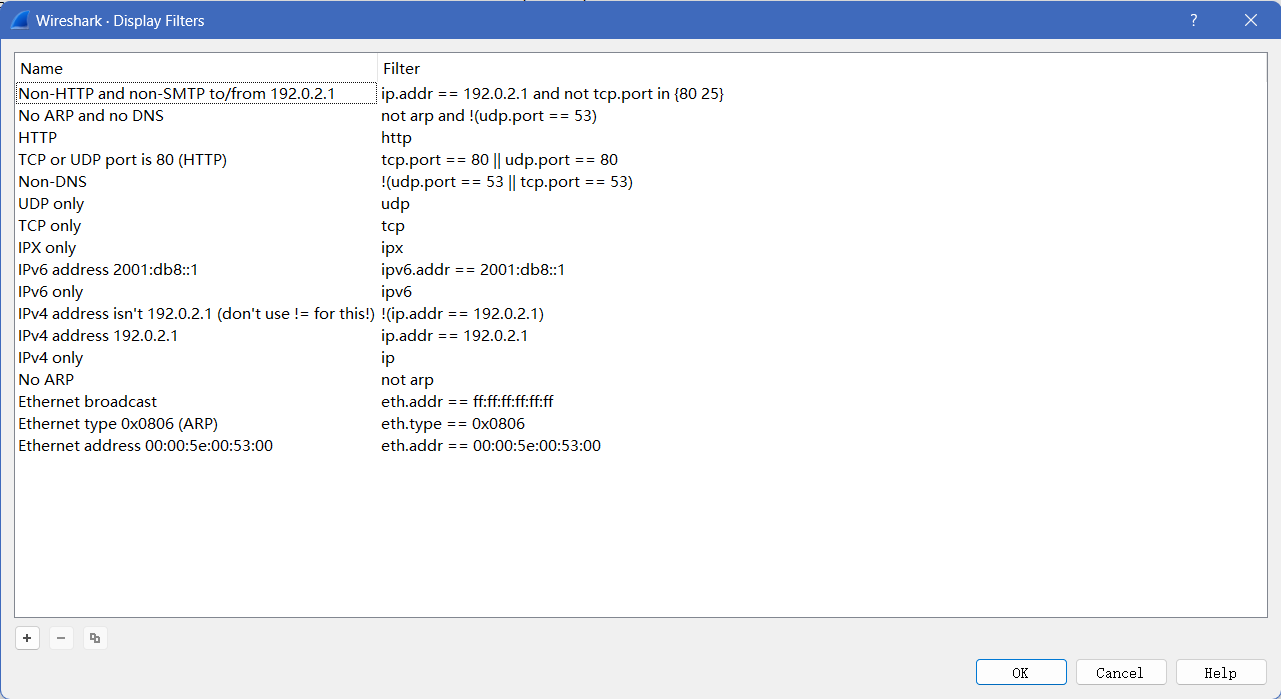 Wireshark · Display Filters
Name Filter
Non-HTTP and non-SMTP to/from 192.0.2.1 ip.addr == 192.0.2.1 and not tcp.port in {80 25}
No ARP and no DNS not arp and !(udp.port == 53)
HTTP http
TCP or UDP port is 80 (HTTP) tcp.port == 80 || udp.port == 80
Non-DNS !(udp.port == 53 || tcp.port == 53)
UDP only udp
TCP only tcp
IPX only ipx
IPv6 address 2001:db8::1 ipv6.addr == 2001:db8::1
IPv6 only ipv6
IPv4 address isn't 192.0.2.1 (don't use != for this!) !(ip.addr == 192.0.2.1)
IPv4 address 192.0.2.1 ip.addr == 192.0.2.1
IPv4 only ip
No ARP not arp
Ethernet broadcast eth.addr == ff:ff:ff:ff:ff:ff
Ethernet type 0x0806 (ARP) eth.type == 0x0806
Ethernet address 00:00:5e:00:53:00 eth.addr == 00:00:5e:00:53:00
OK Cancel Help